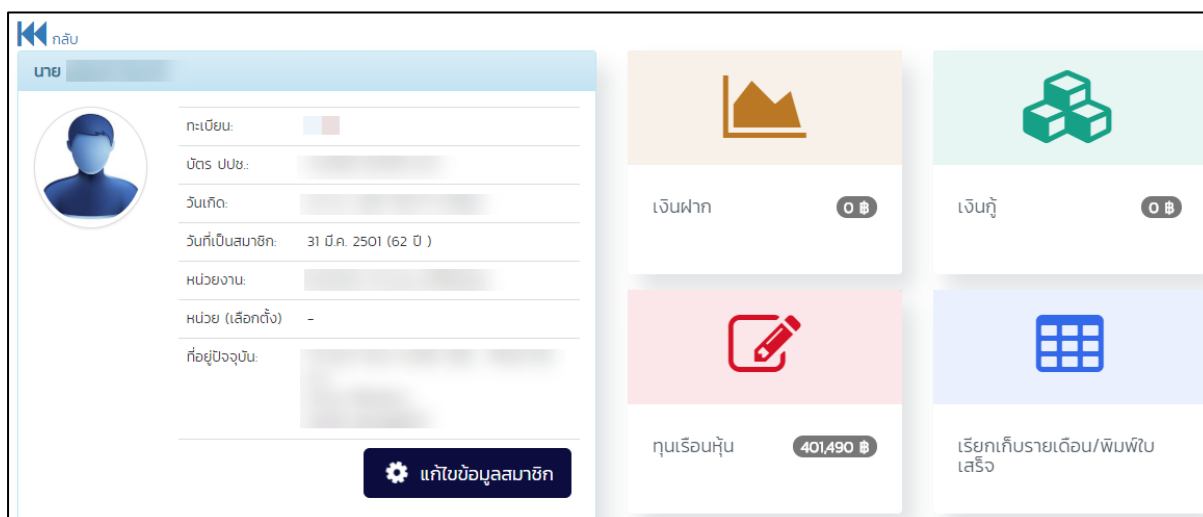 กลับ
นาย
ทะเบียน:
บัตร ปปช.:
วันเกิด:
วันที่เป็นสมาชิก: 31 มี.ค. 2501 (62 ปี )
หน่วยงาน:
หน่วย (เลือกตั้ง) -
ที่อยู่ปัจจุบัน:
แก้ไขข้อมูลสมาชิก
เงินฝาก 0 ฿
เงินกู้ 0 ฿
ทุนเรือนหุ้น 401,490 ฿
เรียกเก็บรายเดือน/พิมพ์ใบ
เสร็จ